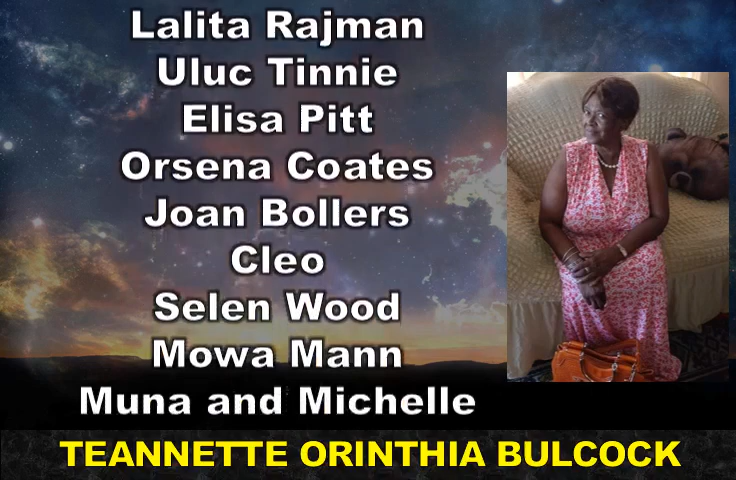 Lalita Rajman
Uluc Tinnie
Elisa Pitt
Orsena Coates
Joan Bollers
Cleo
Selen Wood
Mowa Mann
Muna and Michelle
TEANNETTE ORINTHIA BULCOCK